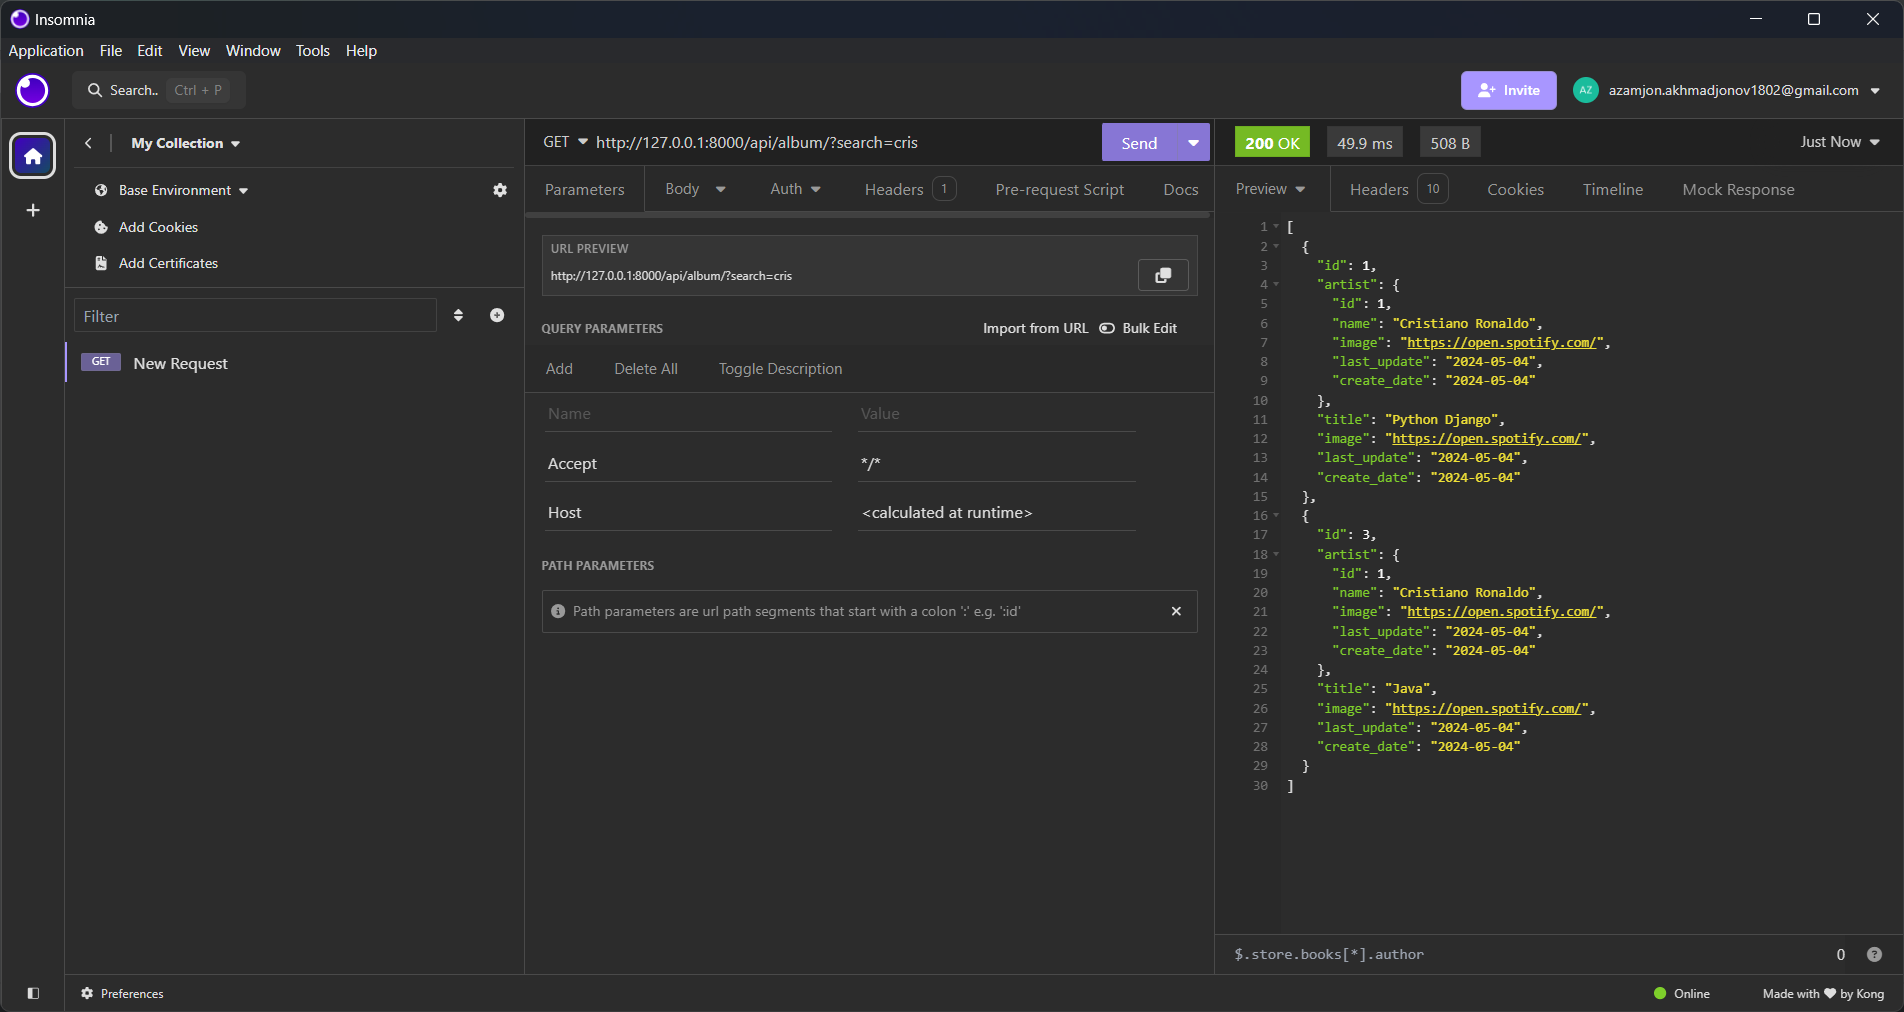 Insomnia
Application File Edit View Window Tools Help
Search.. Ctrl + P
Invite
AZ azamjon.akhmadjonov1802@gmail.com
My Collection
Base Environment
Add Cookies
Add Certificates
Filter
GET New Request
Preferences
GET http://127.0.0.1:8000/api/album/?search=cris Send
Parameters Body Auth Headers 1 Pre-request Script Docs
URL PREVIEW
http://127.0.0.1:8000/api/album/?search=cris
QUERY PARAMETERS Import from URL Bulk Edit
Add Delete All Toggle Description
Name Value
Accept */*
Host <calculated at runtime>
PATH PARAMETERS
Path parameters are url path segments that start with a colon ':' e.g. ':id'
200 OK 49.9 ms 508 B Just Now
Preview Headers 10 Cookies Timeline Mock Response
1 [
2 {
3 "id": 1,
4 "artist": {
5 "id": 1,
6 "name": "Cristiano Ronaldo",
7 "image": "https://open.spotify.com/",
8 "last_update": "2024-05-04",
9 "create_date": "2024-05-04"
10 },
11 "title": "Python Django",
12 "image": "https://open.spotify.com/",
13 "last_update": "2024-05-04",
14 "create_date": "2024-05-04"
15 },
16 {
17 "id": 3,
18 "artist": {
19 "id": 1,
20 "name": "Cristiano Ronaldo",
21 "image": "https://open.spotify.com/",
22 "last_update": "2024-05-04",
23 "create_date": "2024-05-04"
24 },
25 "title": "Java",
26 "image": "https://open.spotify.com/",
27 "last_update": "2024-05-04",
28 "create_date": "2024-05-04"
29 }
30 ]
$.store.books[*].author 0
Online Made with ♥ by Kong